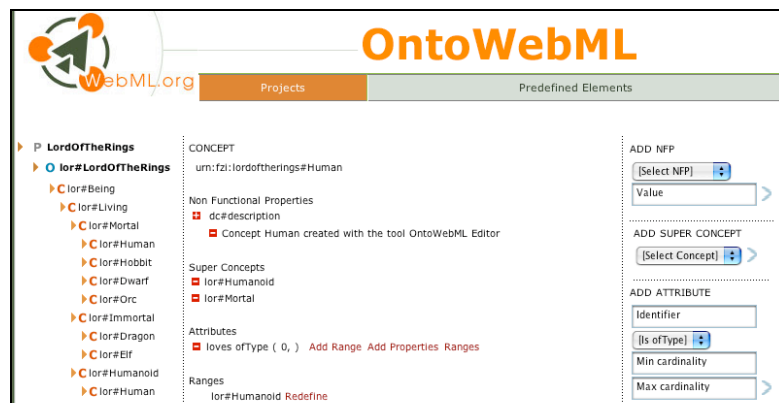 OntoWebML
WebML.org
Projects
Predefined Elements
P LordOfTheRings
O lor#LordOfTheRings
C lor#Being
C lor#Living
C lor#Mortal
C lor#Human
C lor#Hobbit
C lor#Dwarf
C lor#Orc
C lor#Immortal
C lor#Dragon
C lor#Elf
C lor#Humanoid
C lor#Human
CONCEPT
urn:fzi:lordoftherings#Human
Non Functional Properties
dc#description
Concept Human created with the tool OntoWebML Editor
Super Concepts
lor#Humanoid
lor#Mortal
Attributes
loves ofType ( 0, ) Add Range Add Properties Ranges
Ranges
lor#Humanoid Redefine
ADD NFP
[Select NFP]
Value
ADD SUPER CONCEPT
[Select Concept]
ADD ATTRIBUTE
Identifier
[Is ofType]
Min cardinality
Max cardinality